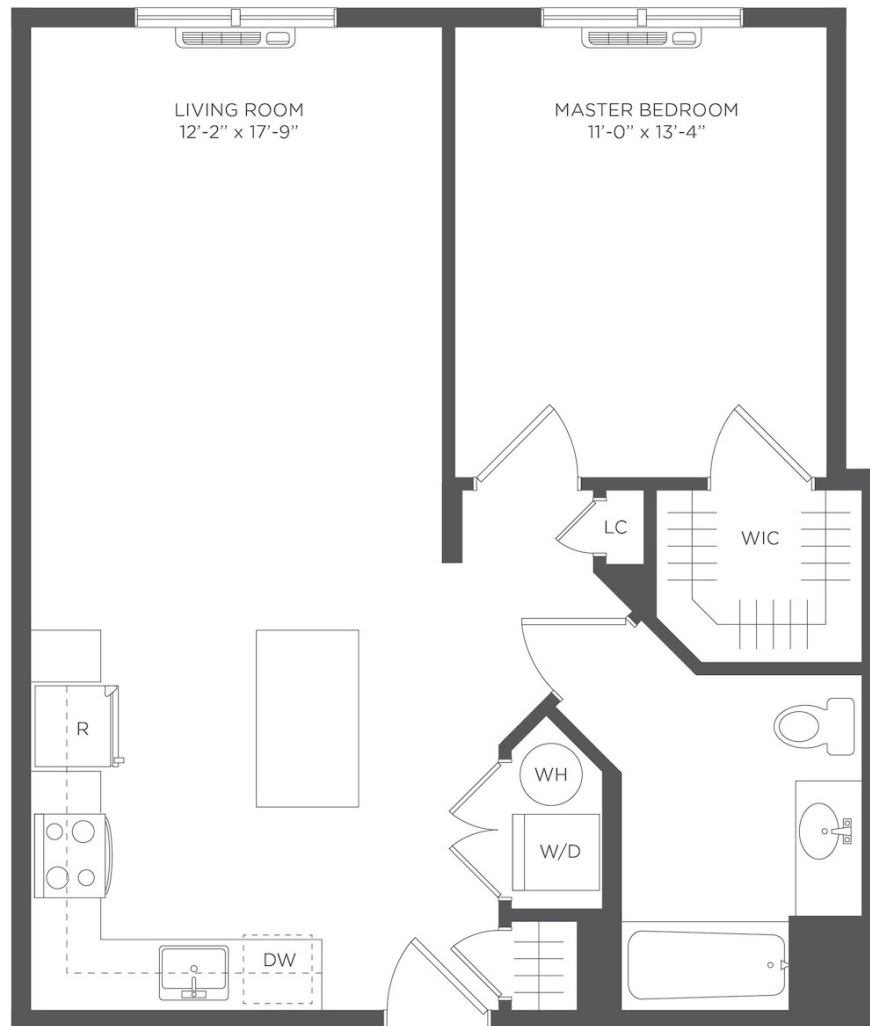 LIVING ROOM
12’-2” x 17’-9”
MASTER BEDROOM
11’-0” x 13’-4”
LC
WIC
R
WH
W/D
DW